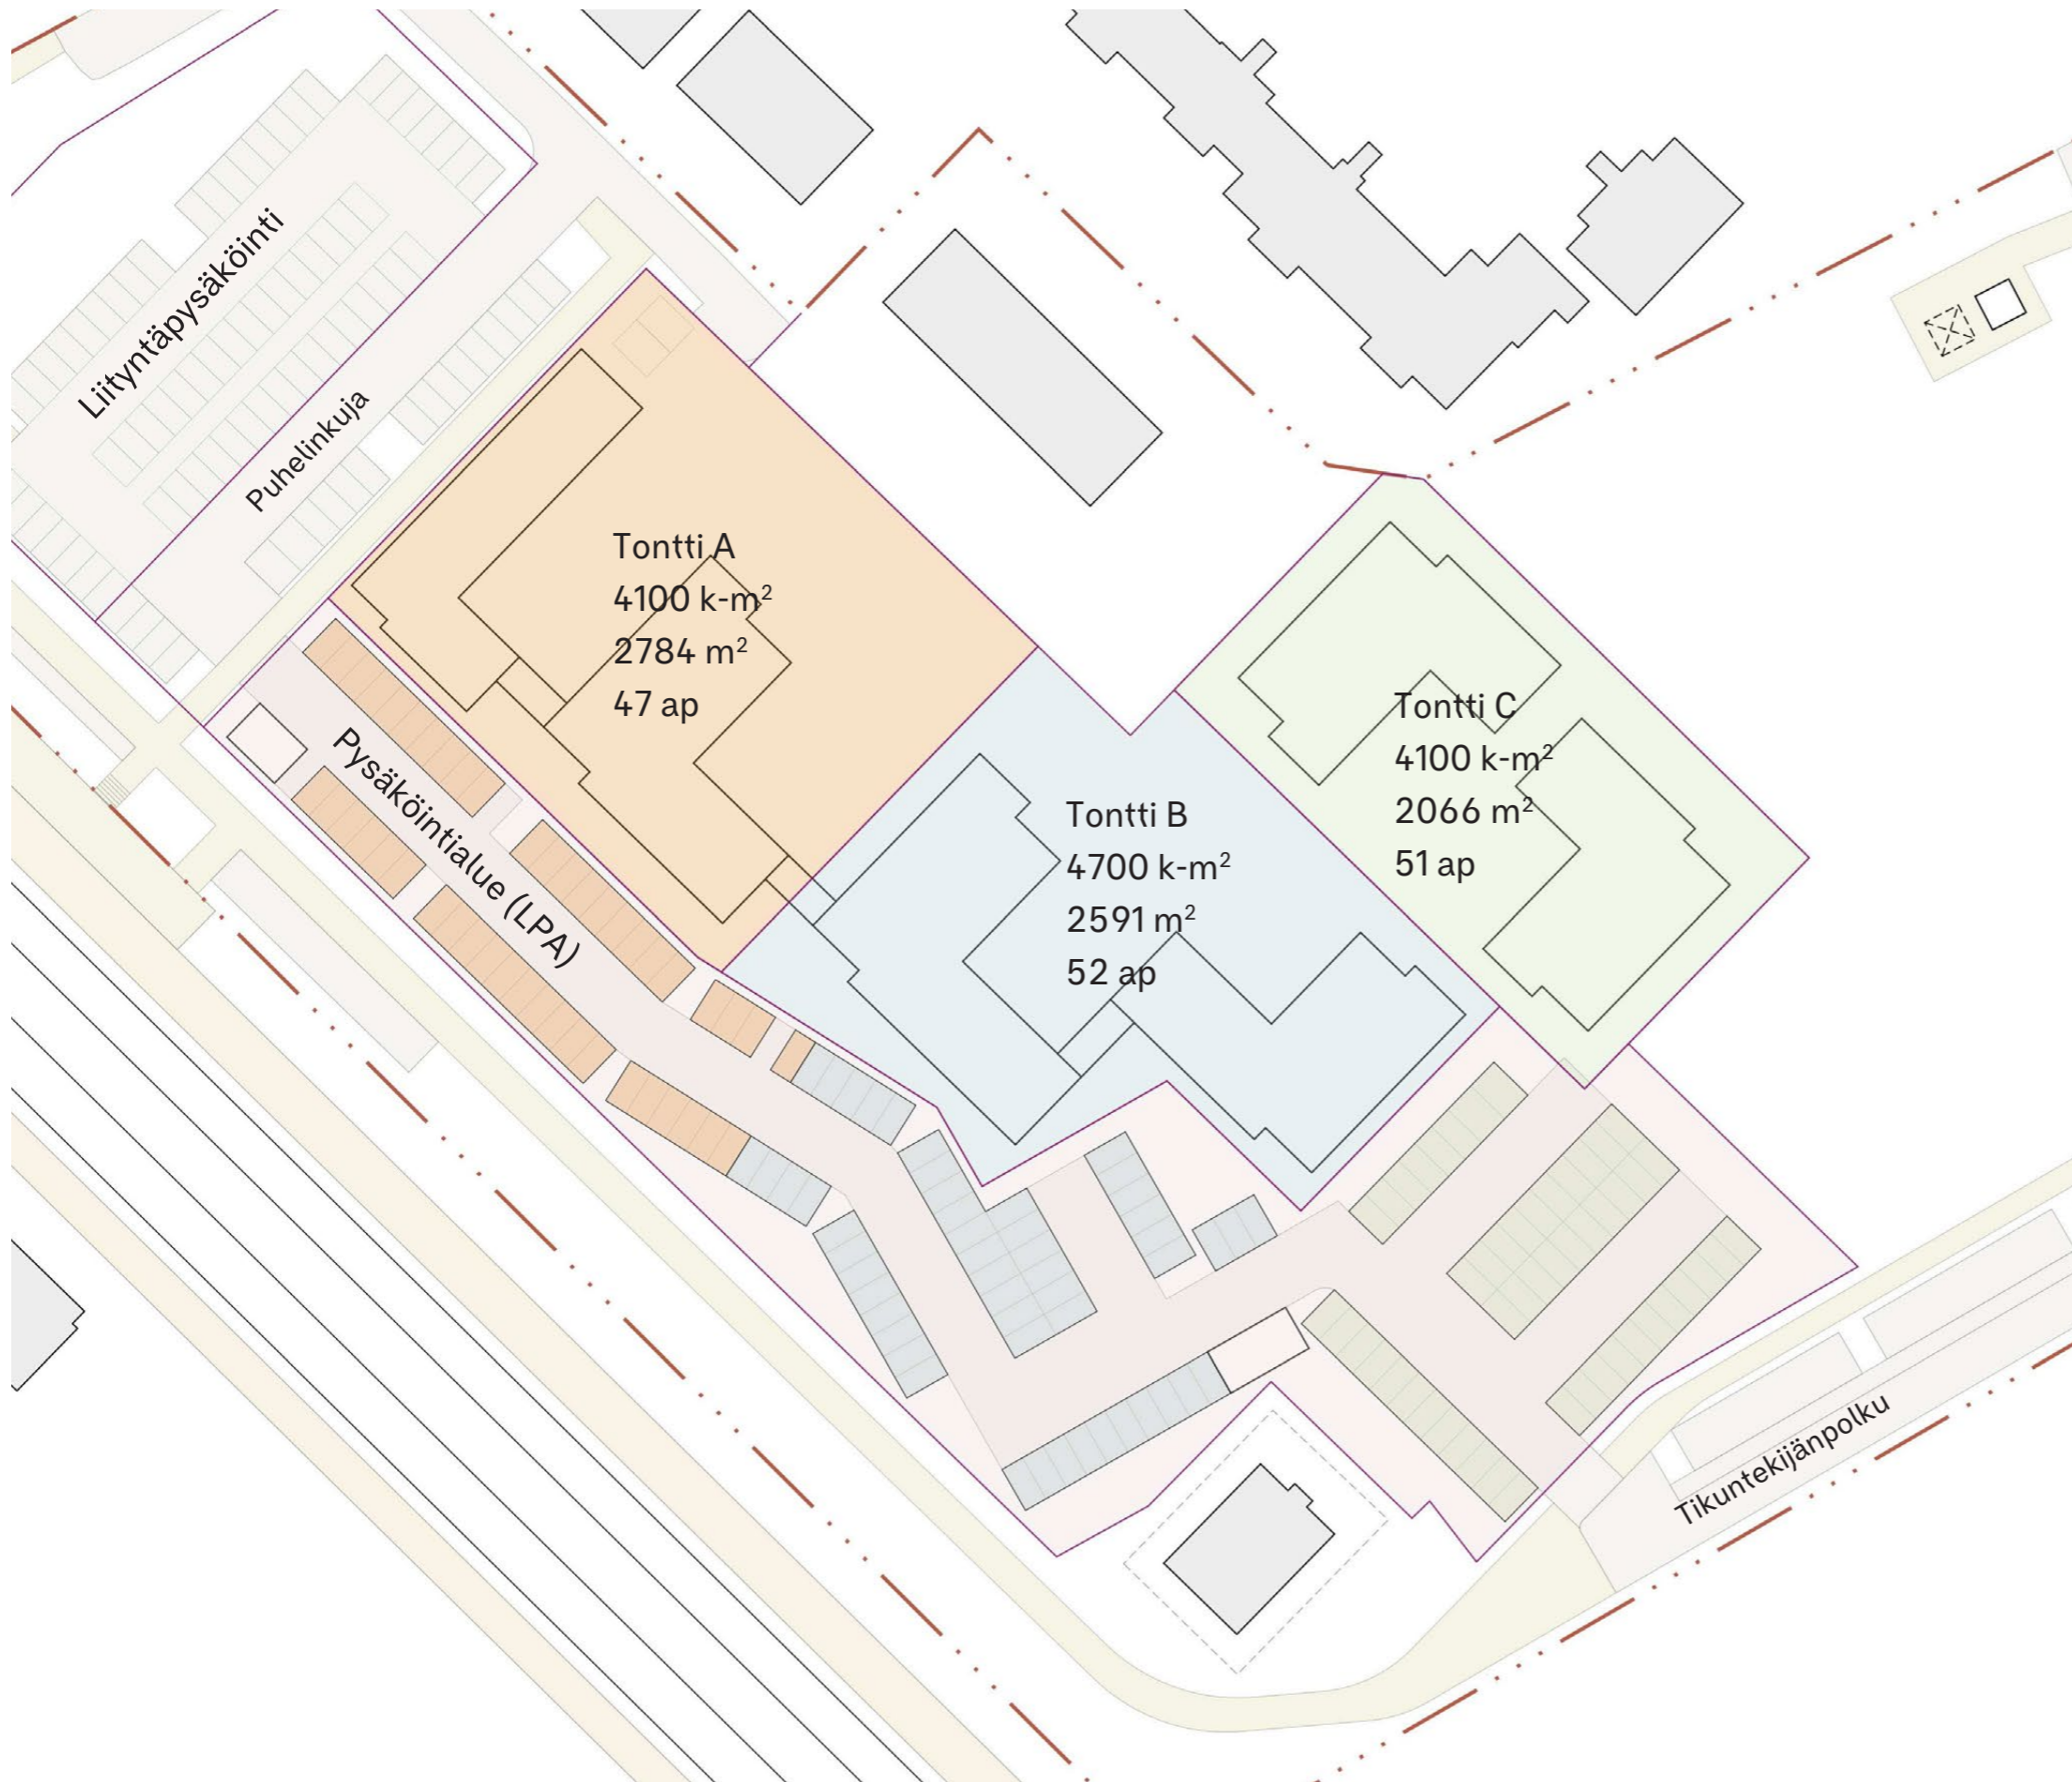 Liityntäpysäköinti
Puhelinkuja
Tontti A
4100 k-m²
2784 m²
47 ap
Pysäköintialue (LPA)
Tontti B
4700 k-m²
2591 m²
52 ap
Tontti C
4100 k-m²
2066 m²
51 ap
Tikuntekijänpolku